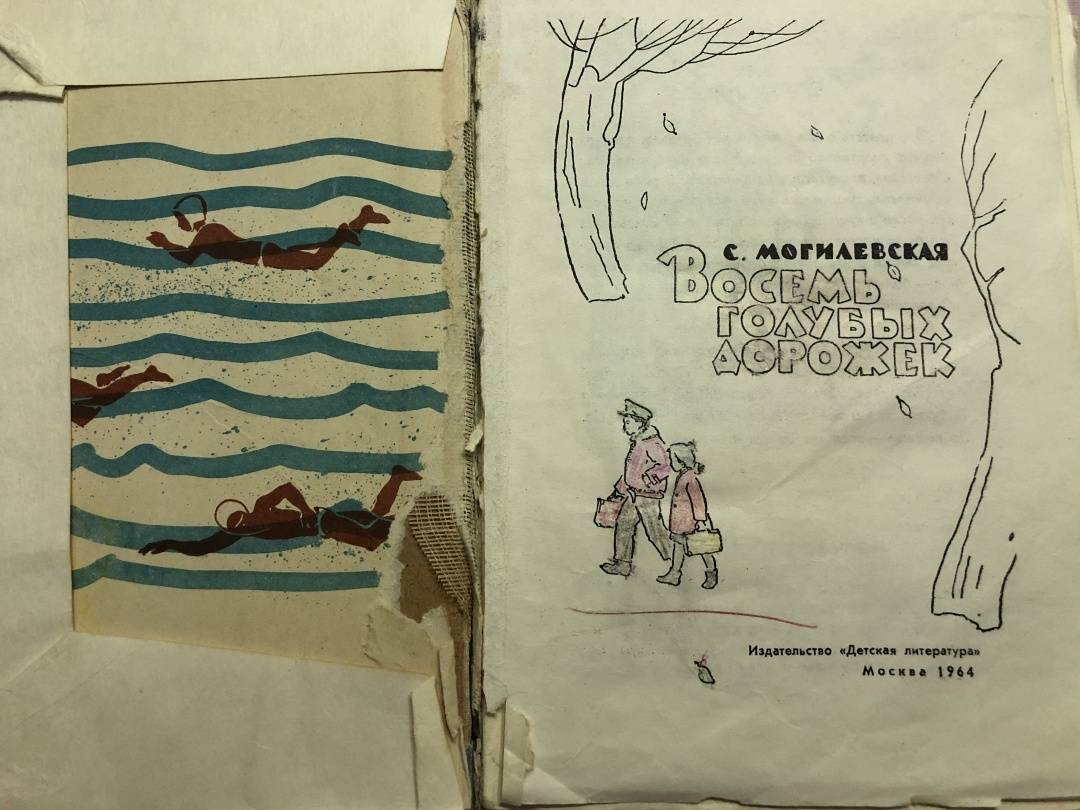 С. МОГИЛЕВСКАЯ
ВОСЕМЬ
ГОЛУБЫХ
ДОРОЖЕК
Издательство «Детская литература»
Москва 1964